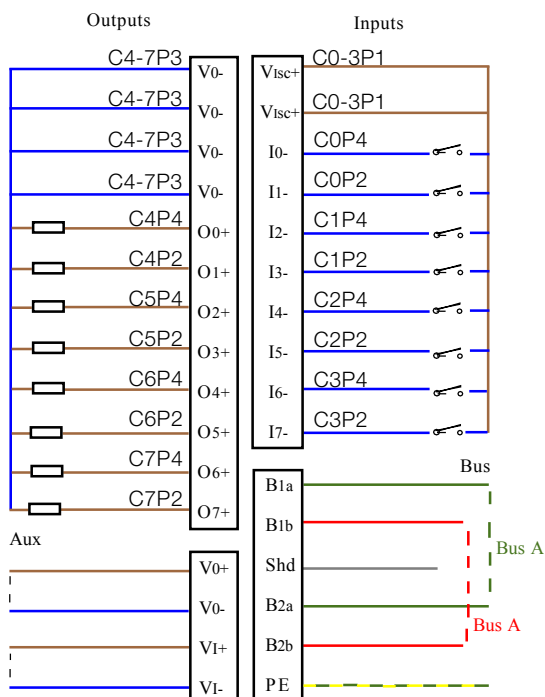 Outputs
Inputs
C4-7P3
V0-
C4-7P3
V0-
C4-7P3
V0-
C4-7P3
V0-
C4P4
O0+
C4P2
O1+
C5P4
O2+
C5P2
O3+
C6P4
O4+
C6P2
O5+
C7P4
O6+
C7P2
O7+
VIsc+
C0-3P1
VIsc+
C0-3P1
I0-
C0P4
I1-
C0P2
I2-
C1P4
I3-
C1P2
I4-
C2P4
I5-
C2P2
I6-
C3P4
I7-
C3P2
Aux
V0+
V0-
VI+
VI-
Bus
B1a
B1b
Shd
B2a
B2b
PE
Bus A
Bus A